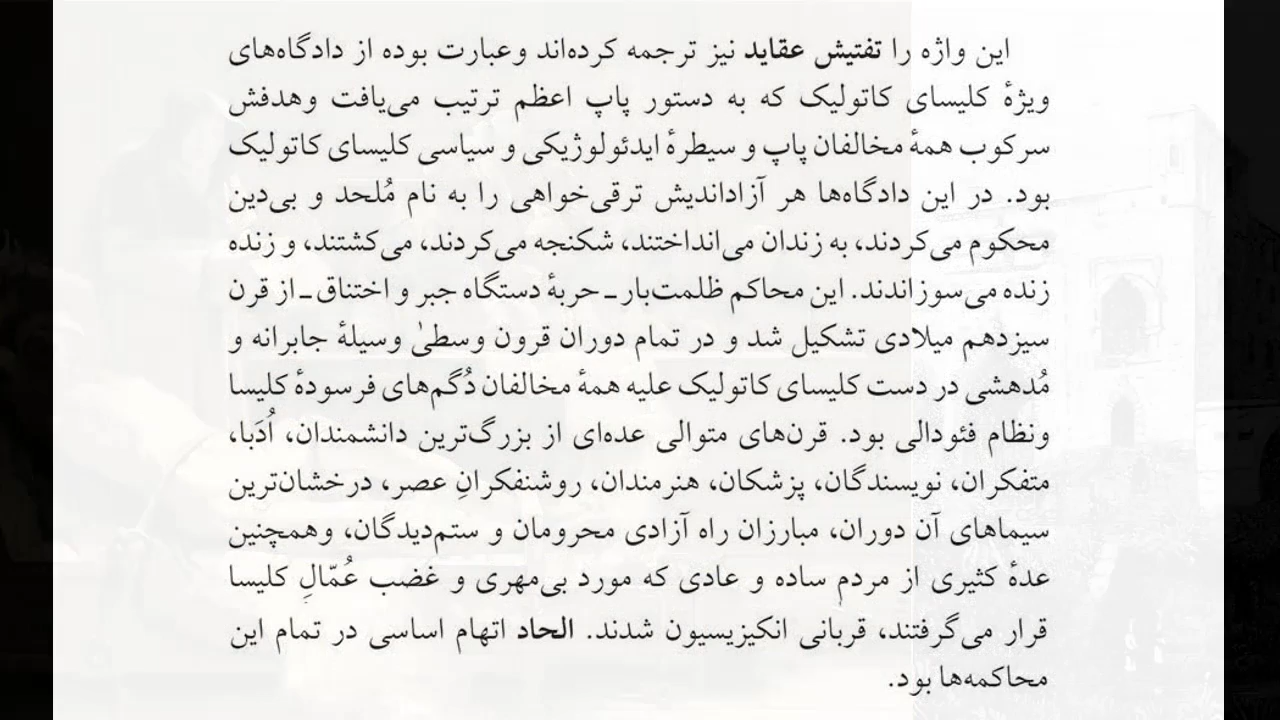 این واژه را تفتیش عقاید نیز ترجمه کرده‌اند وعبارت بوده از دادگاه‌های
ویژهٔ کلیسای کاتولیک که به دستور پاپ اعظم ترتیب می‌یافت وهدفش
سرکوب همهٔ مخالفان پاپ و سیطرهٔ ایدئولوژیکی و سیاسی کلیسای کاتولیک
بود. در این دادگاه‌ها هر آزاداندیش ترقی‌خواهی را به نام مُلحد و بی‌دین
محکوم می‌کردند، به زندان می‌انداختند، شکنجه می‌کردند، می‌کشتند، و زنده
زنده می‌سوزاندند. این محاکم ظلمت‌بار ـ حربهٔ دستگاه جبر و اختناق ـ از قرن
سیزدهم میلادی تشکیل شد و در تمام دوران قرون وسطیٰ وسیلهٔ جابرانه و
مُدهشی در دست کلیسای کاتولیک علیه همهٔ مخالفان دُگم‌های فرسودهٔ کلیسا
ونظام فئودالی بود. قرن‌های متوالی عده‌ای از بزرگ‌ترین دانشمندان، اُدَبا،
متفکران، نویسندگان، پزشکان، هنرمندان، روشنفکرانِ عصر، درخشان‌ترین
سیماهای آن دوران، مبارزان راه آزادی محرومان و ستم‌دیدگان، وهمچنین
عدهٔ کثیری از مردمِ ساده و عادی که مورد بی‌مهری و غضب عُمّالِ کلیسا
قرار می‌گرفتند، قربانی انکیزیسیون شدند. الحاد اتهام اساسی در تمام این
محاکمه‌ها بود.